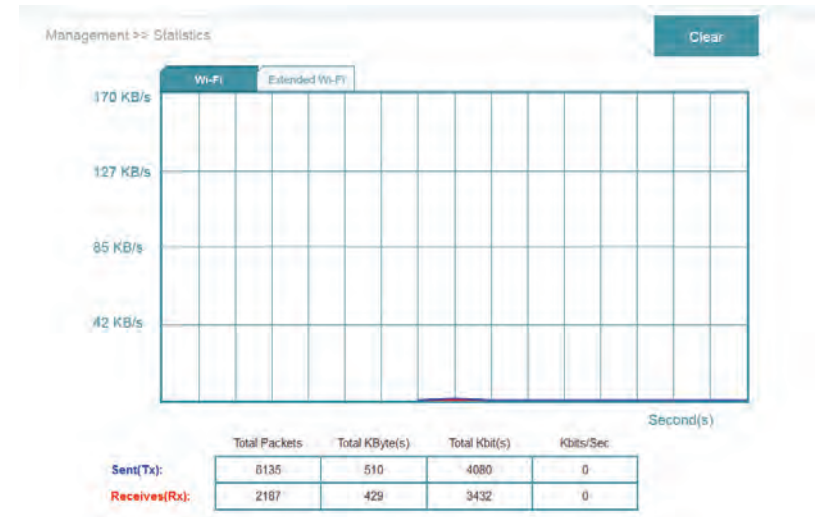 Management >> Statistics
Clear
Wi-Fi Extended Wi-Fi
170 KB/s
127 KB/s
85 KB/s
42 KB/s
Second(s)
Total Packets Total KByte(s) Total Kbit(s) Kbits/Sec
Sent(Tx): 510 4080 0
Receives(Rx): 2187 429 3432 0